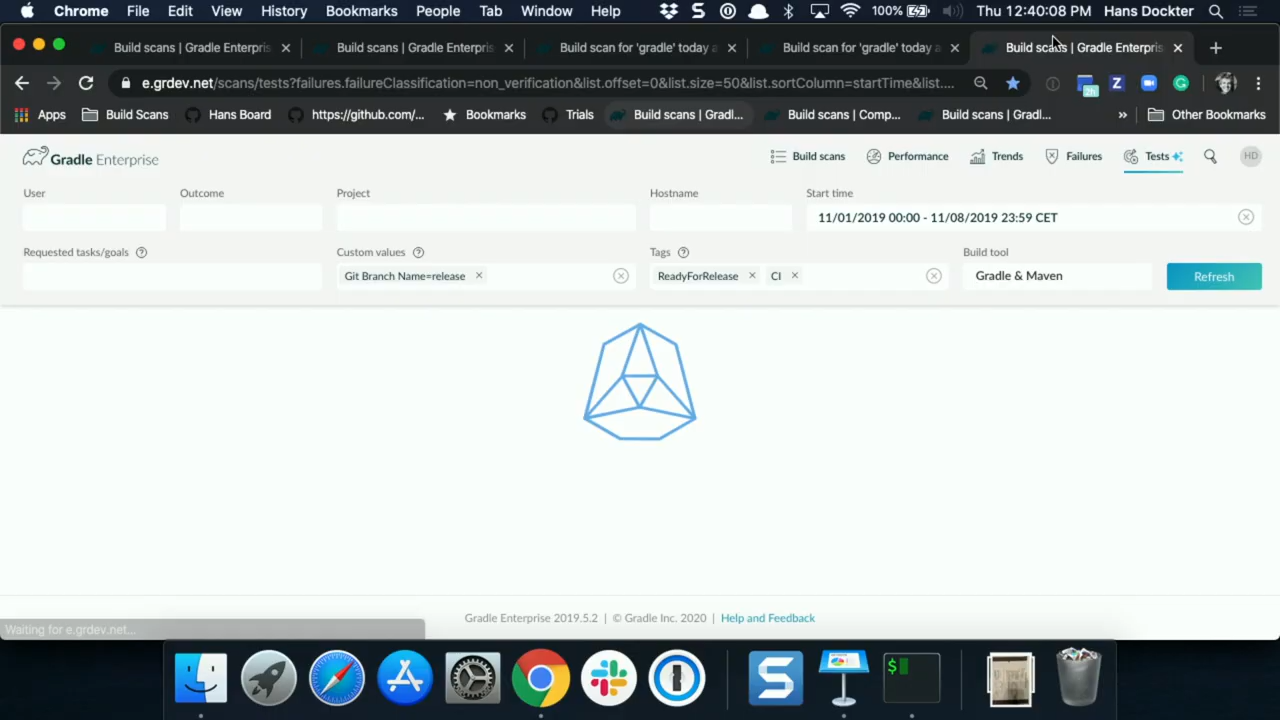 Chrome File Edit View History Bookmarks People Tab Window Help 100% Thu 12:40:08 PM Hans Dockter
Build scans | Gradle Enterpris Build scans | Gradle Enterpris Build scan for 'gradle' today a Build scan for 'gradle' today a Build scans | Gradle Enterpris
e.grdev.net/scans/tests?failures.failureClassification=non_verification&list.offset=0&list.size=50&list.sortColumn=startTime&list....
Apps Build Scans Hans Board https://github.com/... Bookmarks Trials Build scans | Gradl... Build scans | Comp... Build scans | Gradl... » Other Bookmarks
Gradle Enterprise Build scans Performance Trends Failures Tests HD
User Outcome Project Hostname Start time
11/01/2019 00:00 - 11/08/2019 23:59 CET
Requested tasks/goals Custom values Tags Build tool
Git Branch Name=release ReadyForRelease CI Gradle & Maven Refresh
Gradle Enterprise 2019.5.2 | © Gradle Inc. 2020 | Help and Feedback
Waiting for e.grdev.net...
$